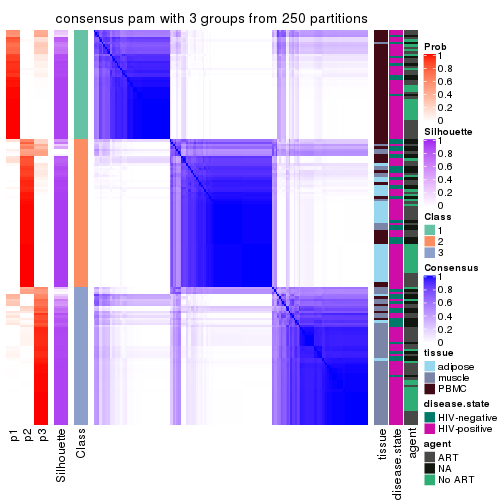 consensus pam with 3 groups from 250 partitions
p1
p2
p3
Silhouette
Class
tissue
disease.state
agent
Prob
1
0.8
0.6
0.4
0.2
0
Silhouette
1
0.8
0.6
0.4
0.2
0
Class
1
2
3
Consensus
1
0.8
0.6
0.4
0.2
0
tissue
adipose
muscle
PBMC
disease.state
HIV-negative
HIV-positive
agent
ART
NA
No ART